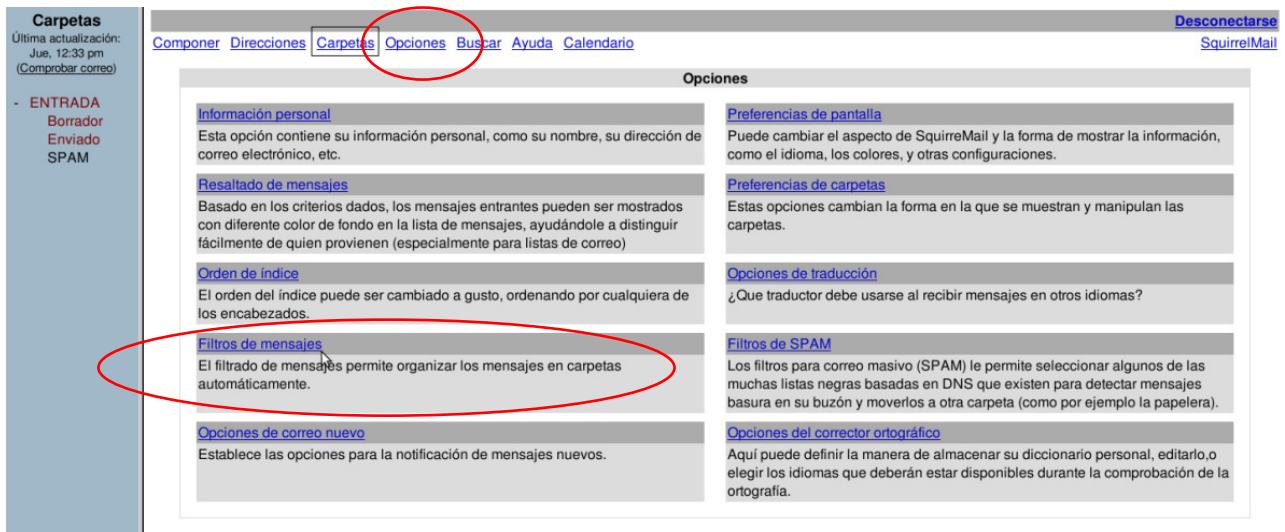 Carpetas
Última actualización:
Jue, 12:33 pm
(Comprobar correo)
- ENTRADA
Borrador
Enviado
SPAM
Desconectarse
Componer Direcciones Carpetas Opciones Buscar Ayuda Calendario
SquirrelMail
Opciones
Información personal
Esta opción contiene su información personal, como su nombre, su dirección de
correo electrónico, etc.
Preferencias de pantalla
Puede cambiar el aspecto de SquirreMail y la forma de mostrar la información,
como el idioma, los colores, y otras configuraciones.
Resaltado de mensajes
Basado en los criterios dados, los mensajes entrantes pueden ser mostrados
con diferente color de fondo en la lista de mensajes, ayudándole a distinguir
fácilmente de quien provienen (especialmente para listas de correo)
Preferencias de carpetas
Estas opciones cambian la forma en la que se muestran y manipulan las
carpetas.
Orden de índice
El orden del índice puede ser cambiado a gusto, ordenando por cualquiera de
los encabezados.
Opciones de traducción
¿Que traductor debe usarse al recibir mensajes en otros idiomas?
Filtros de mensajes
El filtrado de mensajes permite organizar los mensajes en carpetas
automáticamente.
Filtros de SPAM
Los filtros para correo masivo (SPAM) le permite seleccionar algunos de las
muchas listas negras basadas en DNS que existen para detectar mensajes
basura en su buzón y moverlos a otra carpeta (como por ejemplo la papelera).
Opciones de correo nuevo
Establece las opciones para la notificación de mensajes nuevos.
Opciones del corrector ortográfico
Aquí puede definir la manera de almacenar su diccionario personal, editarlo,o
elegir los idiomas que deberán estar disponibles durante la comprobación de la
ortografía.